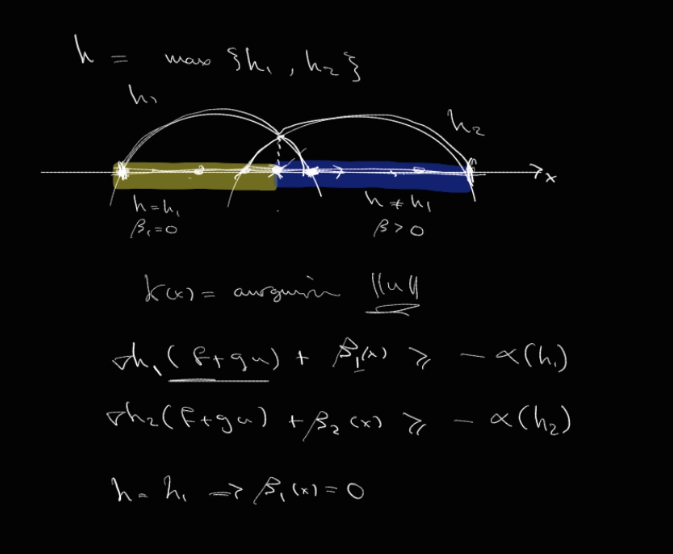 h = max {h₁, h₂}
h₁
h₂
x
h = h₁
β₁ = 0
h ≠ h₁
β > 0
k(x) = argmin ||u||
∇h₁(f+gu) + β₁(x) ⩾ - α(h₁)
∇h₂(f+gu) + β₂(x) ⩾ - α(h₂)
h = h₁ ⇒ β₁(x) = 0